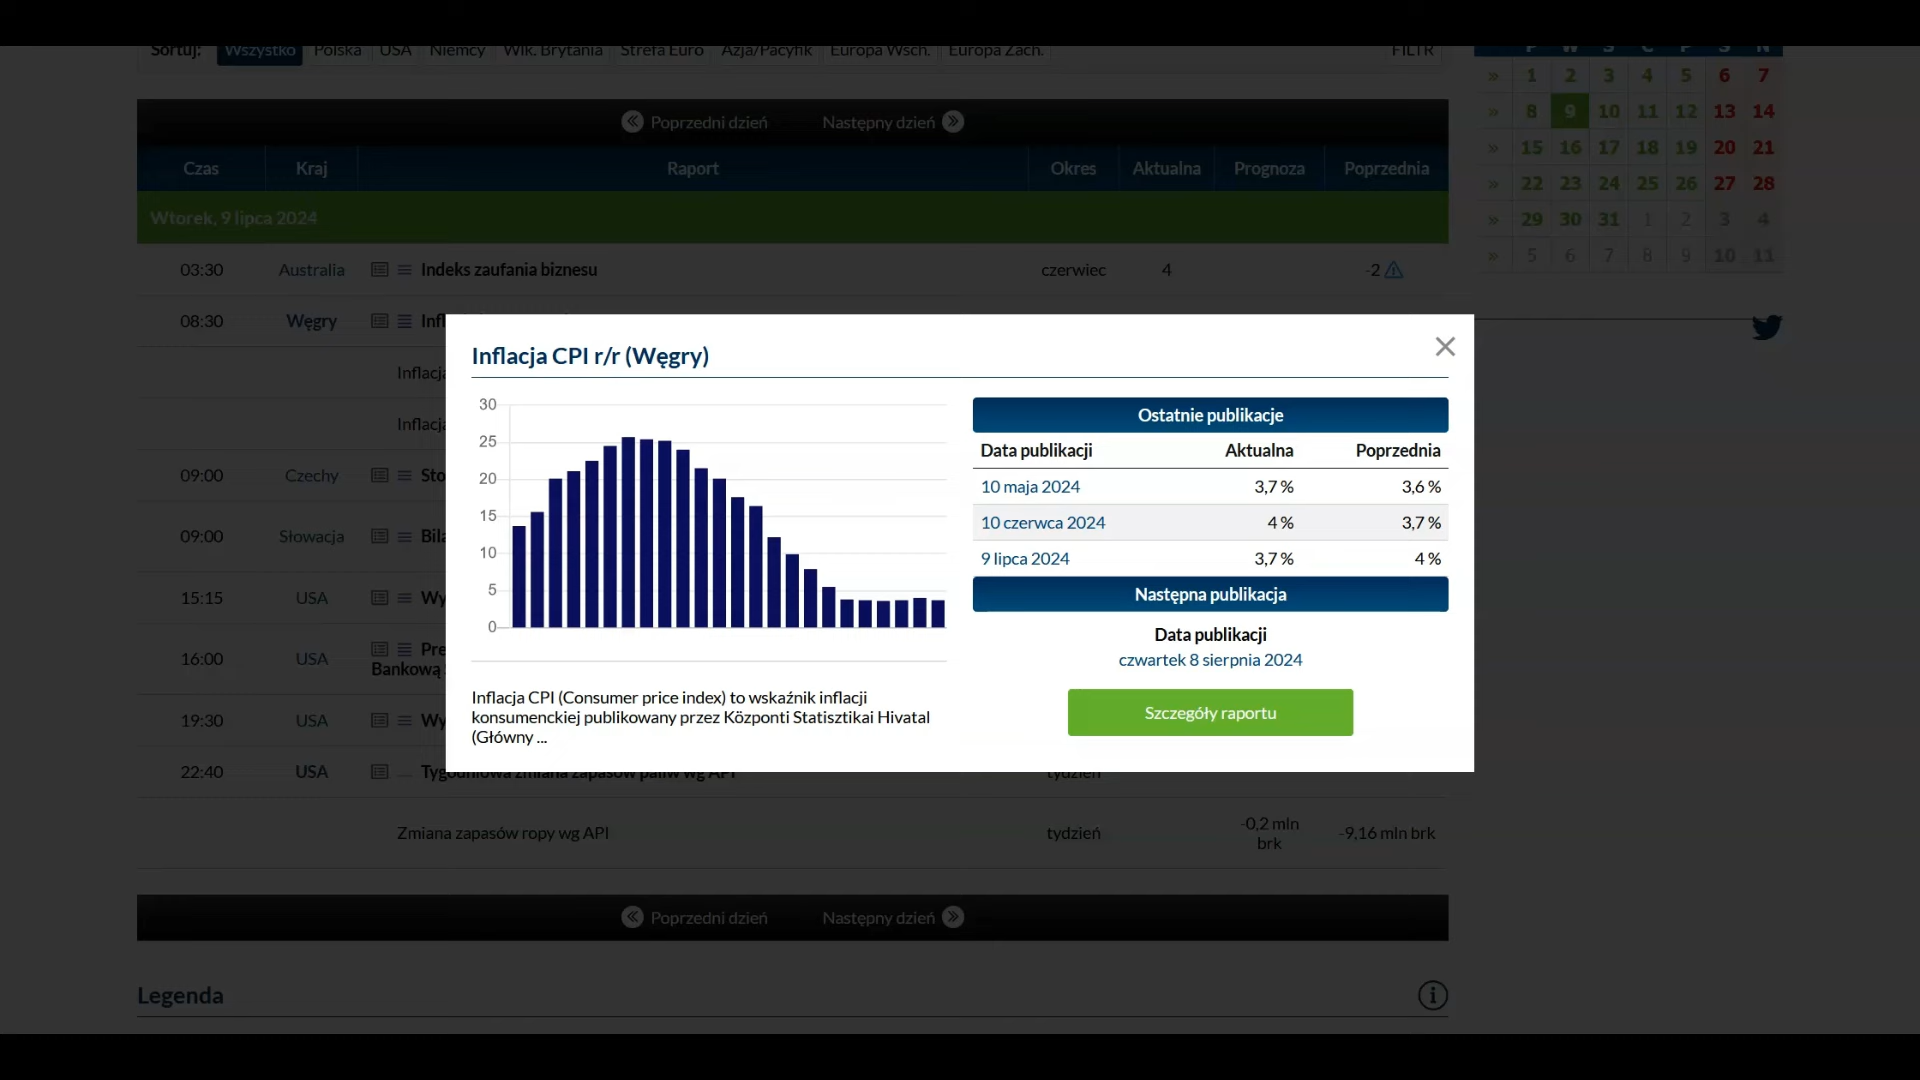 Sortuj: Wszystko Polska USA Niemcy Wlk. Brytania Strefa Euro Azja/Pacyfik Europa Wsch. Europa Zach. FILTR
P W Ś C P S N
» 1 2 3 4 5 6 7
» 8 9 10 11 12 13 14
» 15 16 17 18 19 20 21
» 22 23 24 25 26 27 28
» 29 30 31 1 2 3 4
» 5 6 7 8 9 10 11
Poprzedni dzień Następny dzień
Czas Kraj Raport Okres Aktualna Prognoza Poprzednia
Wtorek, 9 lipca 2024
03:30 Australia Indeks zaufania biznesu czerwiec 4 -2
08:30 Węgry Infl
Inflacja
Inflacja
09:00 Czechy Sto
09:00 Słowacja Bila
15:15 USA Wy
16:00 USA Pre
Bankową
19:30 USA Wy
22:40 USA Tygodniowa zmiana zapasów paliw wg API tydzień
Zmiana zapasów ropy wg API tydzień -0,2 mln brk -9,16 mln brk
Inflacja CPI r/r (Węgry)
30
25
20
15
10
5
0
Inflacja CPI (Consumer price index) to wskaźnik inflacji
konsumenckiej publikowany przez Központi Statisztikai Hivatal
(Główny ...
Ostatnie publikacje
Data publikacji Aktualna Poprzednia
10 maja 2024 3,7 % 3,6 %
10 czerwca 2024 4 % 3,7 %
9 lipca 2024 3,7 % 4 %
Następna publikacja
Data publikacji
czwartek 8 sierpnia 2024
Szczegóły raportu
Poprzedni dzień Następny dzień
Legenda